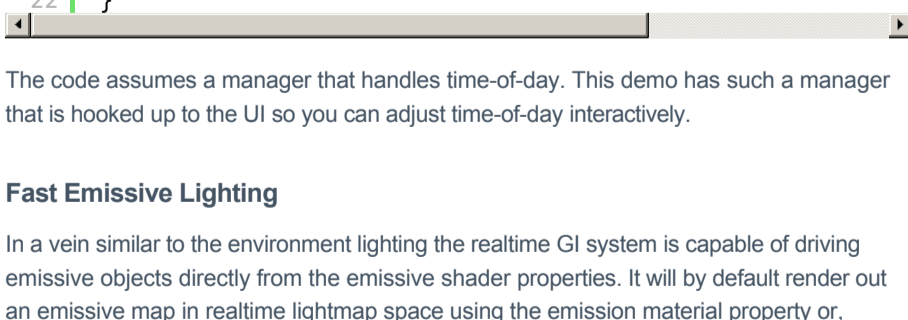 22 }
The code assumes a manager that handles time-of-day. This demo has such a manager
that is hooked up to the UI so you can adjust time-of-day interactively.
Fast Emissive Lighting
In a vein similar to the environment lighting the realtime GI system is capable of driving
emissive objects directly from the emissive shader properties. It will by default render out
an emissive map in realtime lightmap space using the emission material property or,